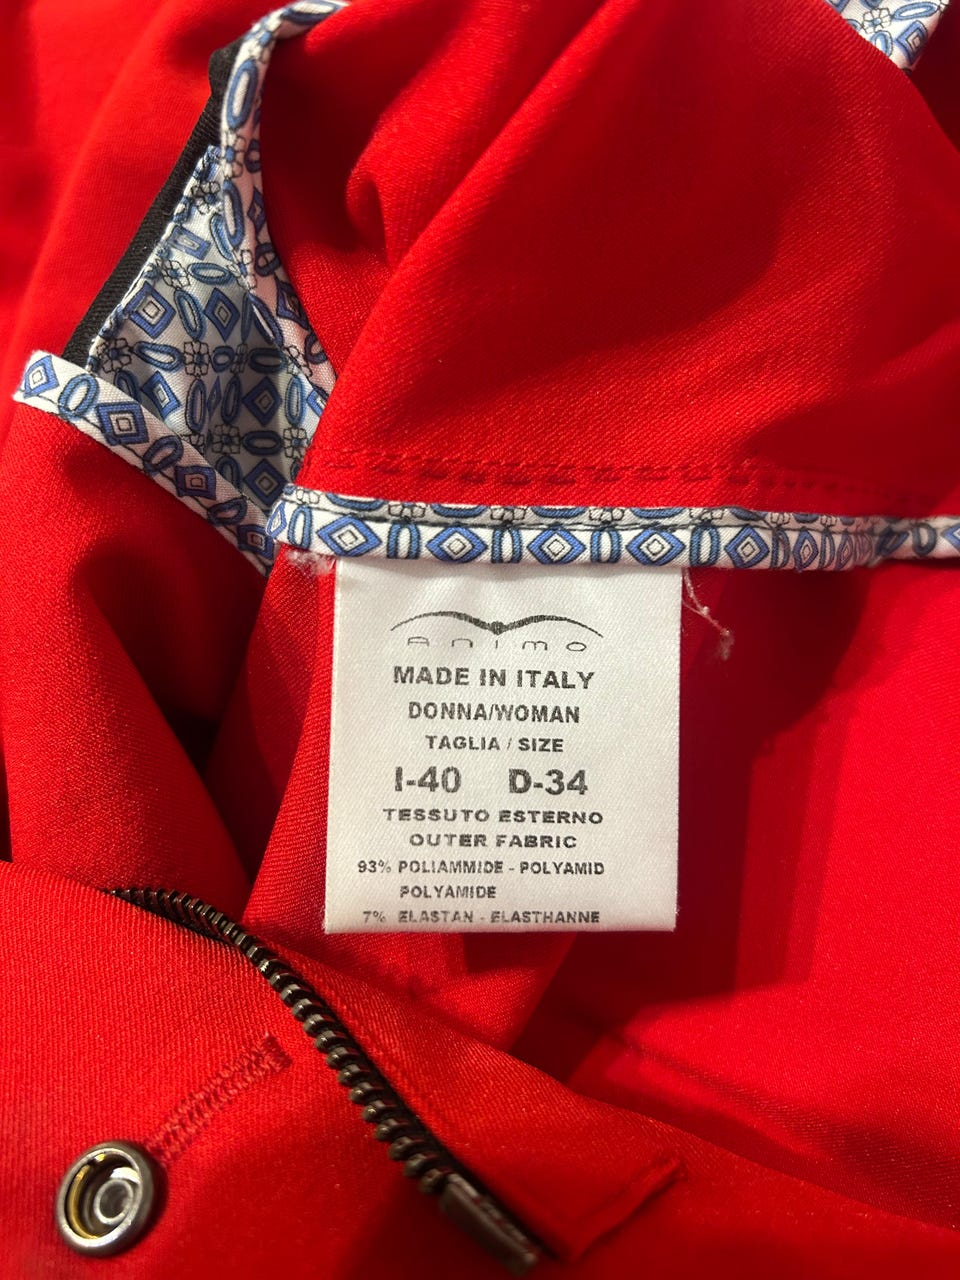 Animo
MADE IN ITALY
DONNA/WOMAN
TAGLIA / SIZE
I-40 D-34
TESSUTO ESTERNO
OUTER FABRIC
93% POLIAMMIDE - POLYAMID
POLYAMIDE
7% ELASTAN - ELASTHANNE